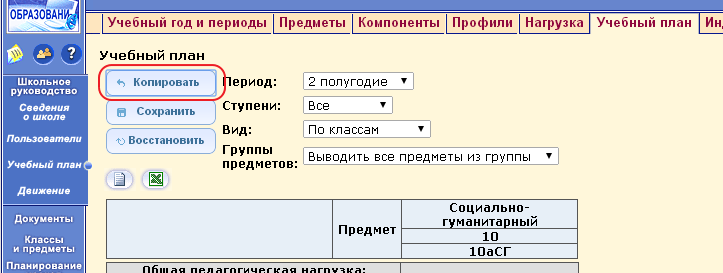 ОБРАЗОВАНИ
Учебный год и периоды Предметы Компоненты Профили Нагрузка Учебный план Ин
Школьное
руководство
Сведения
о школе
Пользователи
Учебный план
Движение
Документы
Классы
и предметы
Планирование
Учебный план
Копировать
Сохранить
Восстановить
Период: 2 полугодие
Ступени: Все
Вид: По классам
Группы
предметов: Выводить все предметы из группы
Предмет
Социально-
гуманитарный
10
10аСГ
Общая педагогическая нагрузка: